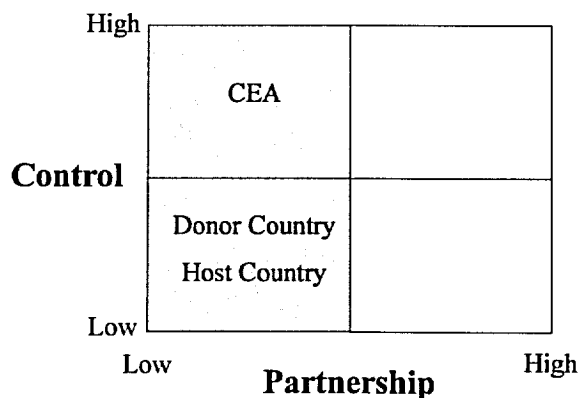 High
CEA
Control
Donor Country
Host Country
Low
Low
High
Partnership